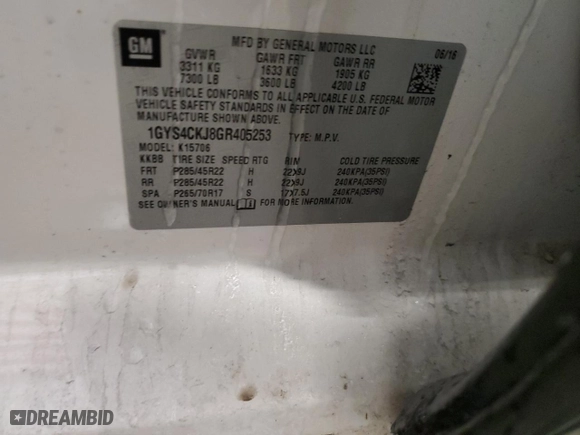 GM
MFD BY GENERAL MOTORS LLC 06/16
GVWR GAWR FRT GAWR RR
3311 KG 1633 KG 1905 KG
7300 LB 3600 LB 4200 LB
THIS VEHICLE CONFORMS TO ALL APPLICABLE U.S. FEDERAL MOTOR
VEHICLE SAFETY STANDARDS IN EFFECT ON THE DATE OF
MANUFACTURE SHOWN ABOVE.
1GYS4CKJ8GR405253 TYPE: M.P.V.
MODEL: K15706
KKBB TIRE SIZE SPEED RTG RIM COLD TIRE PRESSURE
FRT P285/45R22 H 22X9J 240KPA(35PSI)
RR P285/45R22 H 22X9J 240KPA(35PSI)
SPA P265/70R17 S 17X7.5J 240KPA(35PSI)
SEE OWNER'S MANUAL FOR MORE INFORMATION.
DREAMBID